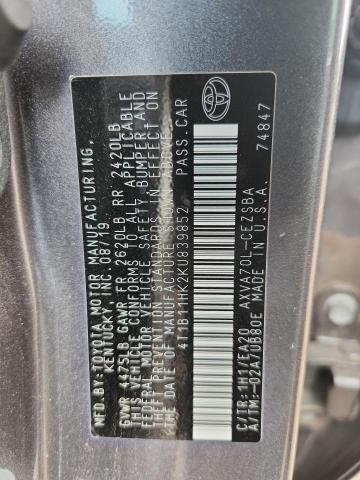 MFD.BY:TOYOTA MOTOR MANUFACTURING,
KENTUCKY INC. 08/19
GVWR 4475LB GAWR FR 2620LB RR 2420LB
THIS VEHICLE CONFORMS TO ALL APPLICABLE
FEDERAL MOTOR VEHICLE SAFETY, BUMPER AND
THEFT PREVENTION STANDARDS IN EFFECT ON
THE DATE OF MANUFACTURE SHOWN ABOVE.
4T1B11HK2KU839852 PASS.CAR
C/TR:1H1/FA20 AXVA70L-CEZSBA
A/TM:-02A/UB80E MADE IN U.S.A.
74847